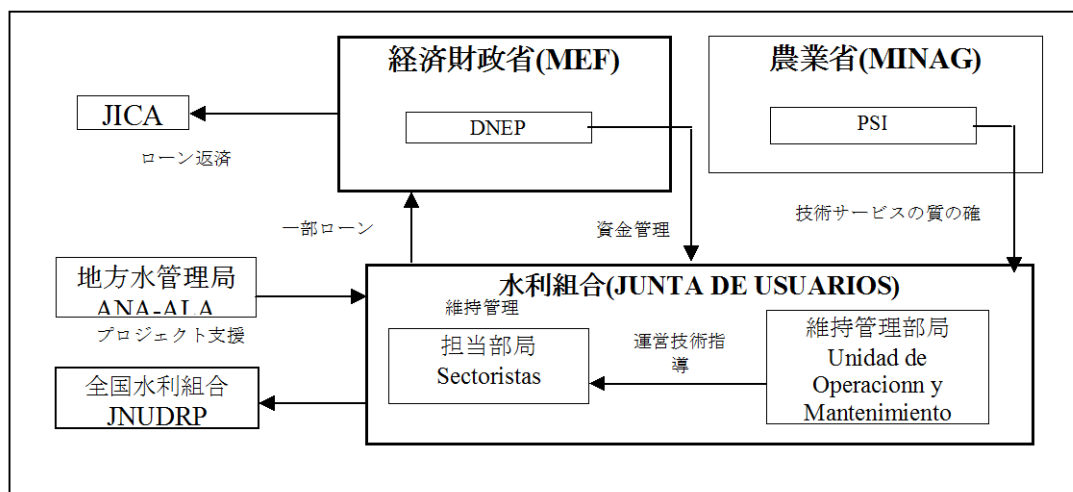 経済財政省(MEF)
農業省(MINAG)
JICA
DNEP
PSI
ローン返済
一部ローン
資金管理
技術サービスの質の確
地方水管理局
ANA-ALA
プロジェクト支援
水利組合(JUNTA DE USUARIOS)
維持管理
担当部局
Sectoristas
運営技術指
導
維持管理部局
Unidad de
Operacionn y
Mantenimiento
全国水利組合
JNUDRP